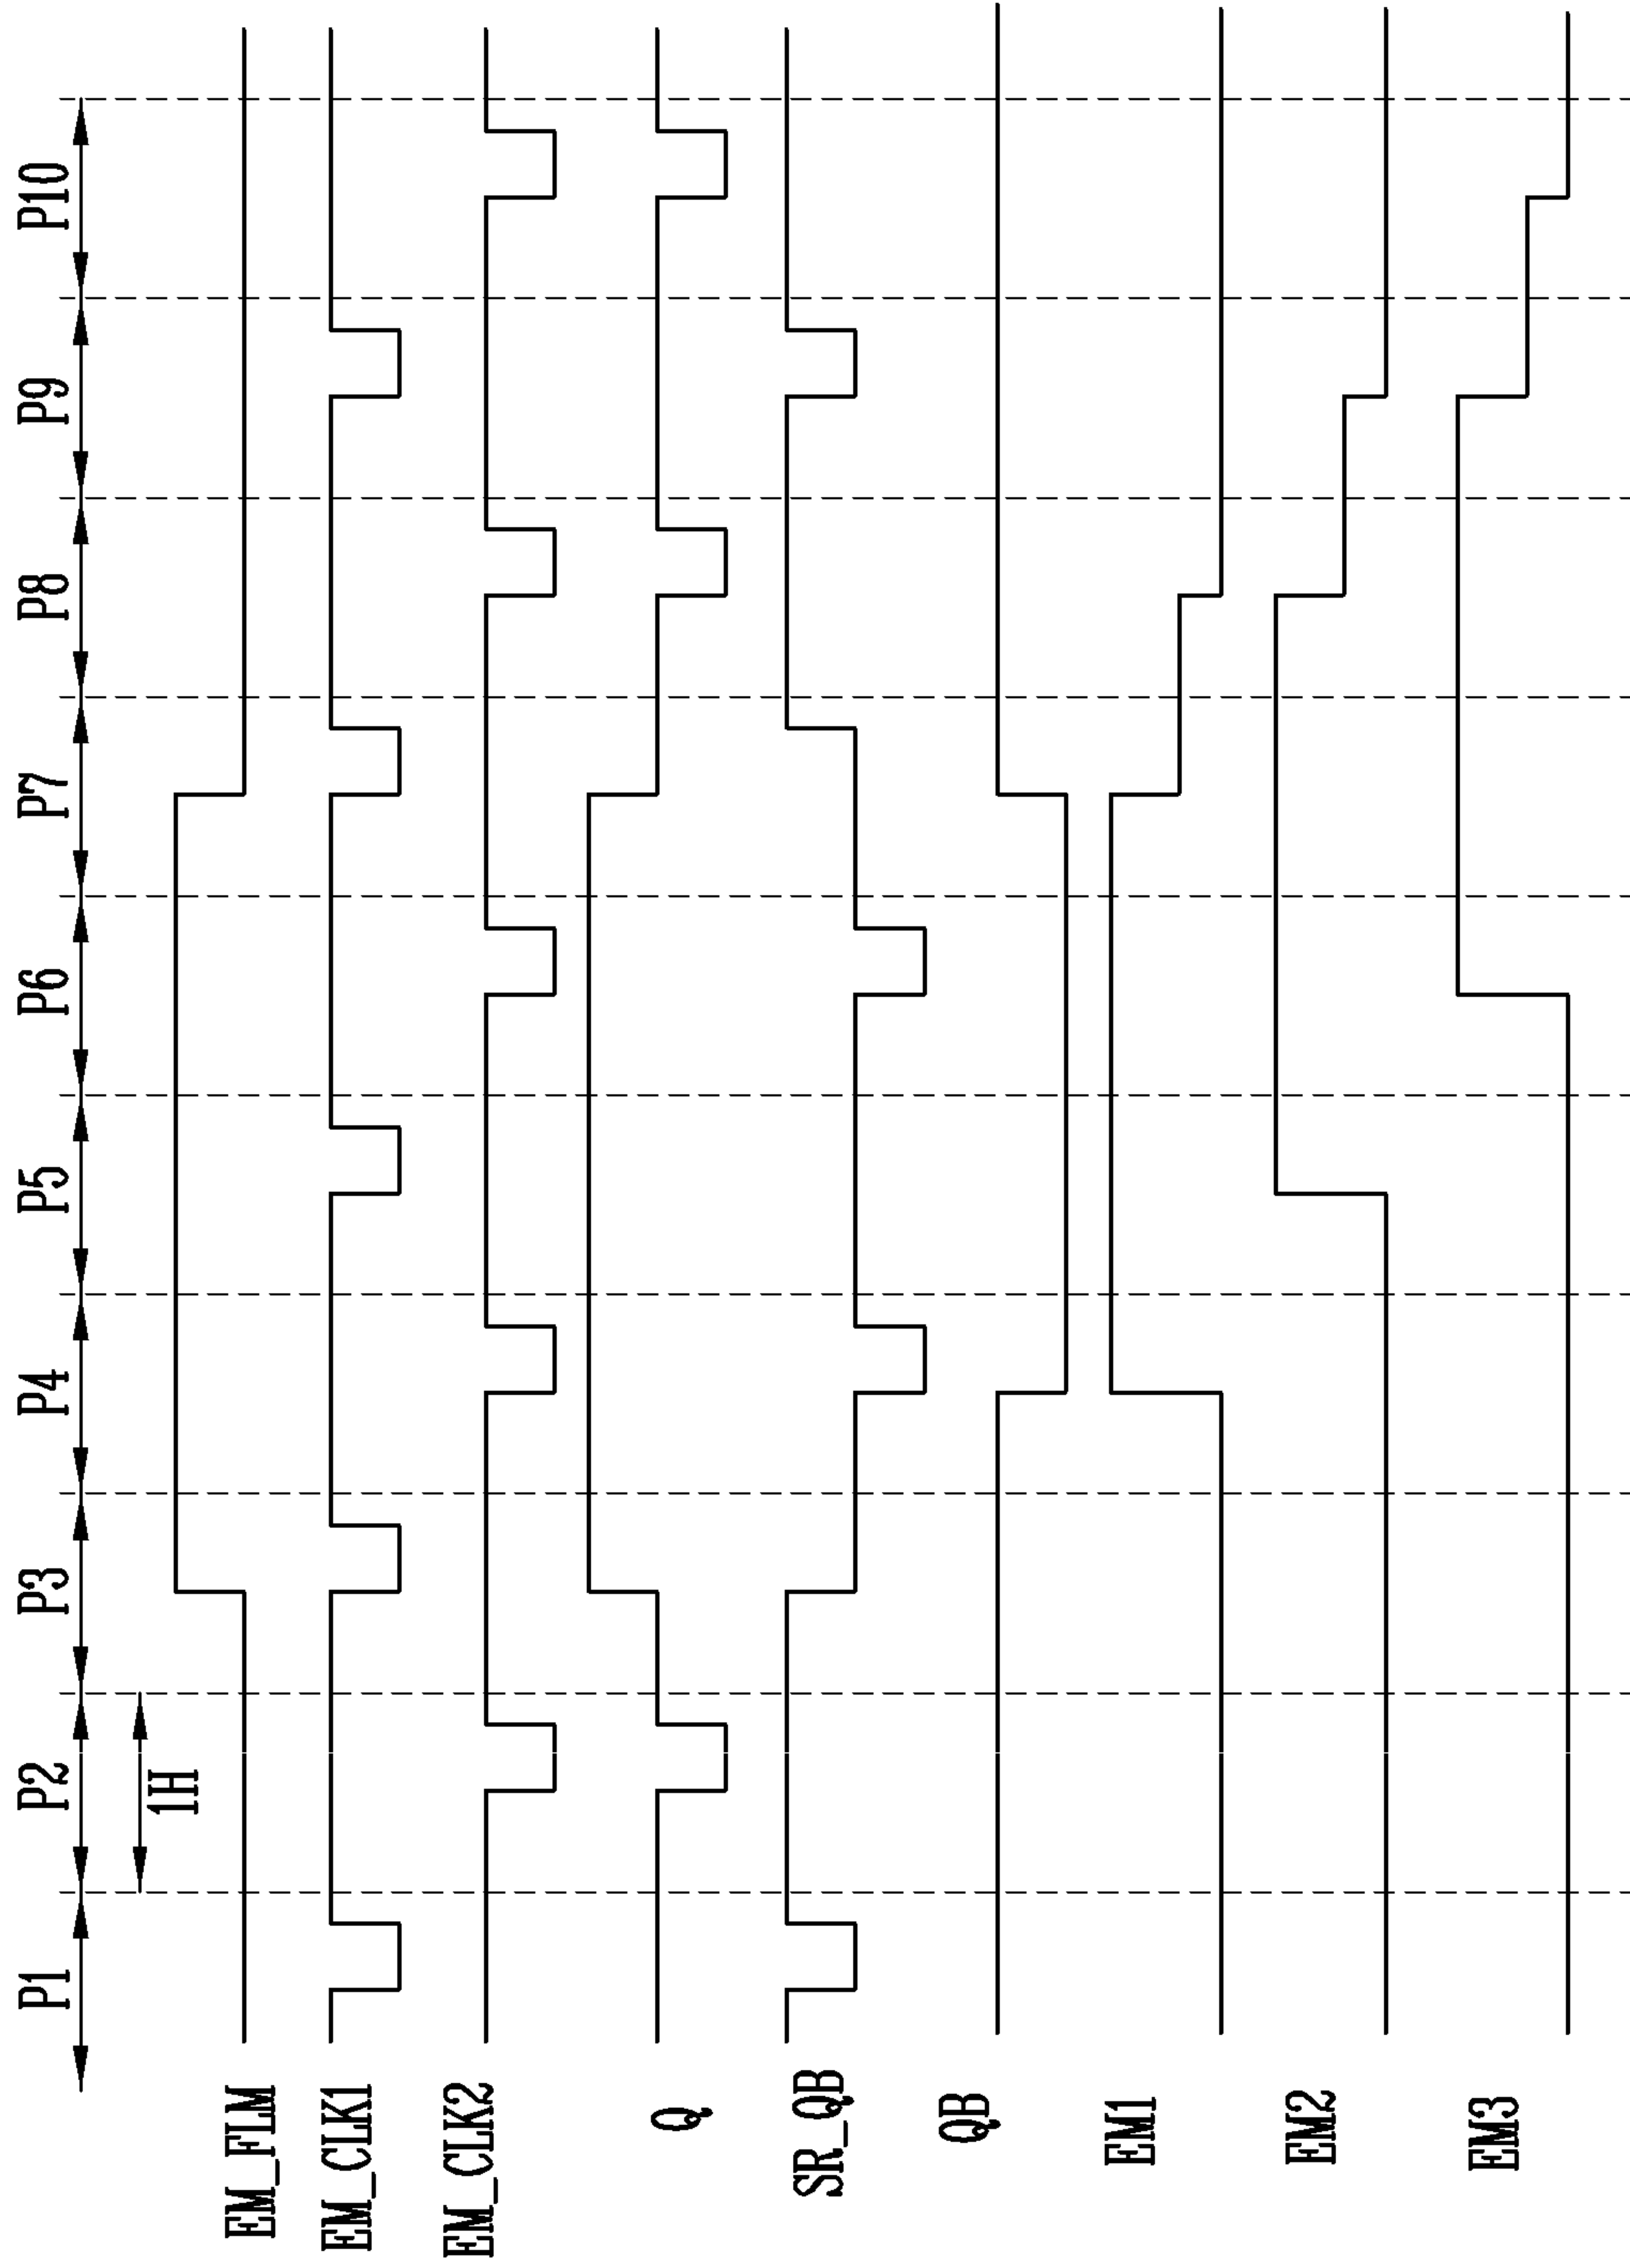 P1 P2 P3 P4 P5 P6 P7 P8 P9 P10
1H
EM_FLM
EM_CLK1
EM_CLK2
Q
SR_QB
QB
EM1
EM2
EM3